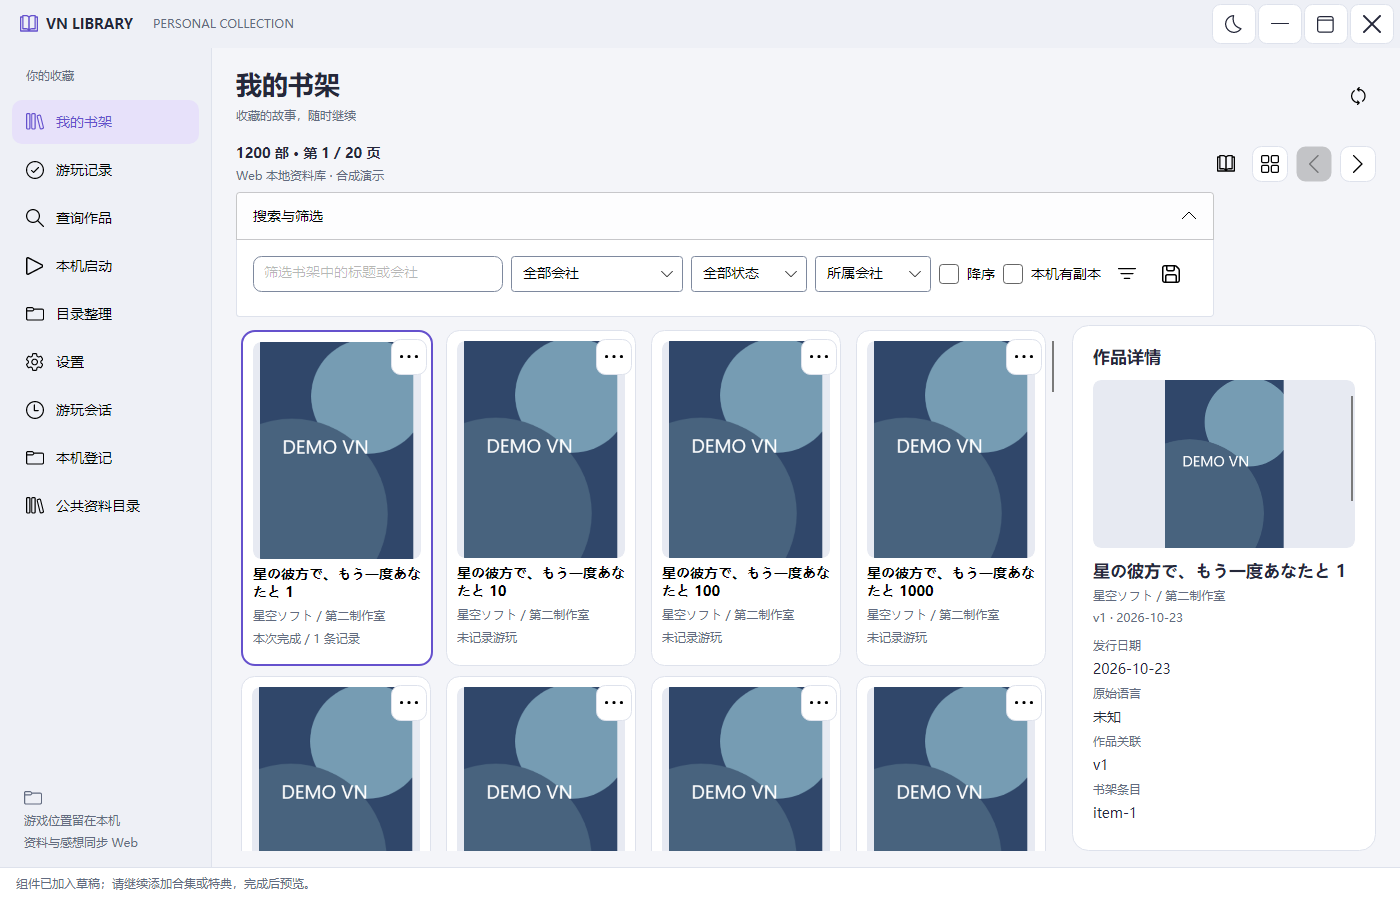 VN LIBRARY PERSONAL COLLECTION
你的收藏
我的书架
游玩记录
查询作品
本机启动
目录整理
设置
游玩会话
本机登记
公共资料目录
游戏位置留在本机
资料与感想同步 Web
我的书架
收藏的故事，随时继续
1200 部 • 第 1 / 20 页
Web 本地资料库 · 合成演示
搜索与筛选
筛选书架中的标题或会社 全部会社 全部状态 所属会社 降序 本机有副本
DEMO VN
星の彼方で、もう一度あな
たと 1
星空ソフト / 第二制作室
本次完成 / 1 条记录
DEMO VN
星の彼方で、もう一度あな
たと 10
星空ソフト / 第二制作室
未记录游玩
DEMO VN
星の彼方で、もう一度あな
たと 100
星空ソフト / 第二制作室
未记录游玩
DEMO VN
星の彼方で、もう一度あな
たと 1000
星空ソフト / 第二制作室
未记录游玩
DEMO VN
DEMO VN
DEMO VN
DEMO VN
作品详情
DEMO VN
星の彼方で、もう一度あなたと 1
星空ソフト / 第二制作室
v1 · 2026-10-23
发行日期
2026-10-23
原始语言
未知
作品关联
v1
书架条目
item-1
组件已加入草稿；请继续添加合集或特典，完成后预览。